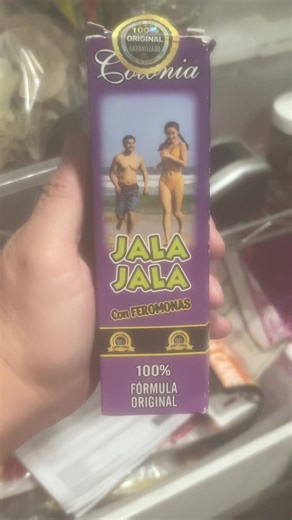 100%
ORIGINAL
GARANTIZADO
Colonia
JALA
JALA
Con FEROMONAS
100%
FÓRMULA
ORIGINAL